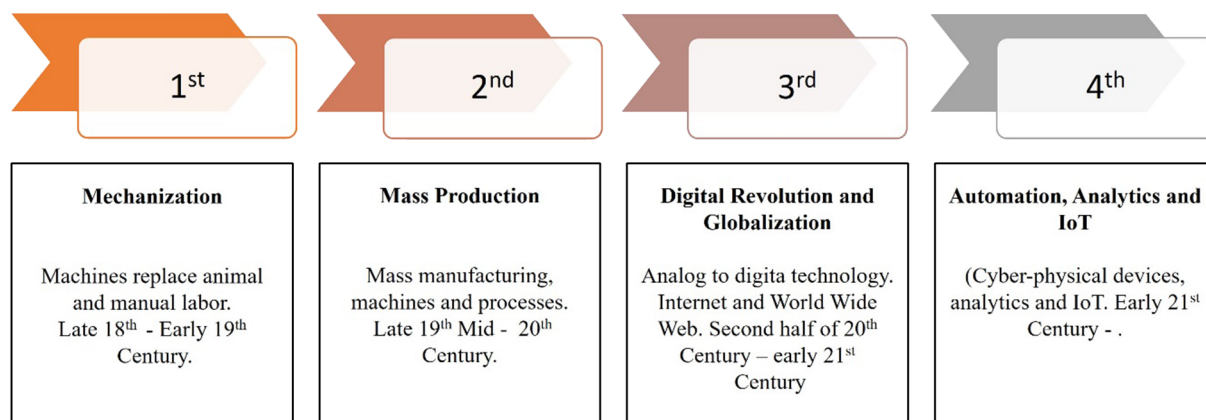 1st
2nd
3rd
4th
Mechanization
Machines replace animal
and manual labor.
Late 18th - Early 19th
Century.
Mass Production
Mass manufacturing,
machines and processes.
Late 19th Mid - 20th
Century.
Digital Revolution and
Globalization
Analog to digita technology.
Internet and World Wide
Web. Second half of 20th
Century – early 21st
Century
Automation, Analytics and
IoT
(Cyber-physical devices,
analytics and IoT. Early 21st
Century - .